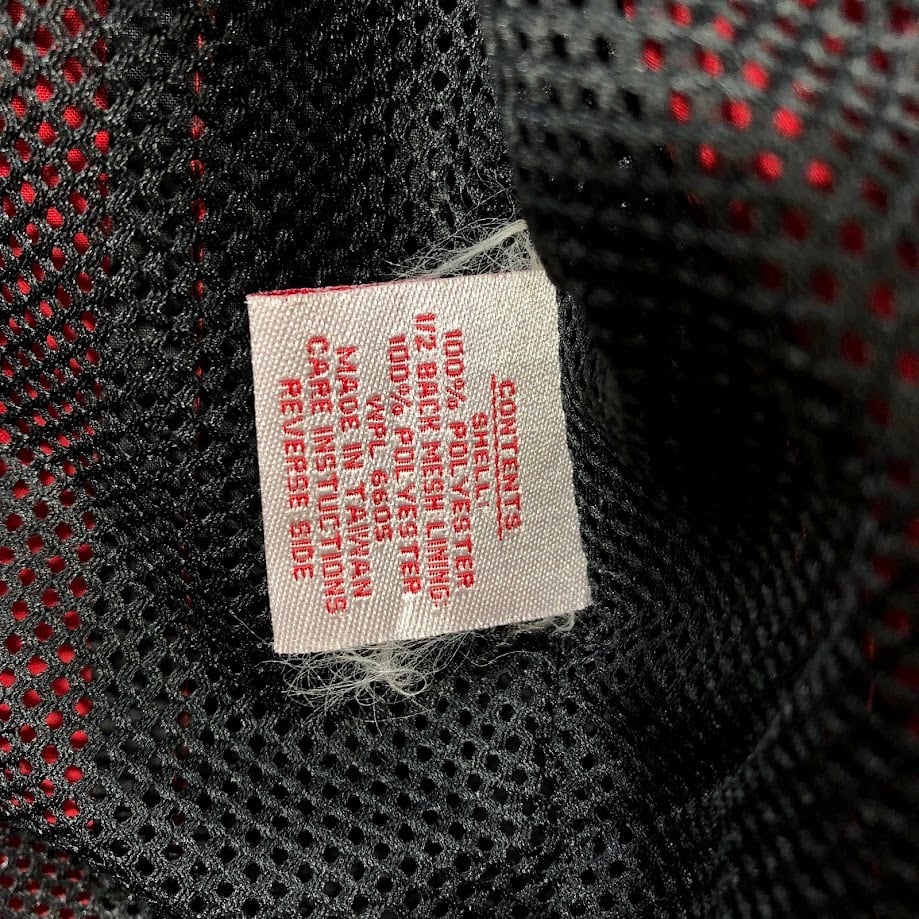 CONTENTS
SHELL
100% POLYESTER
1/2 BACK MESH LINING:
100% POLYESTER
WPL 6605
MADE IN TAIWAN
CARE INSTUCTIONS
REVERSE SIDE